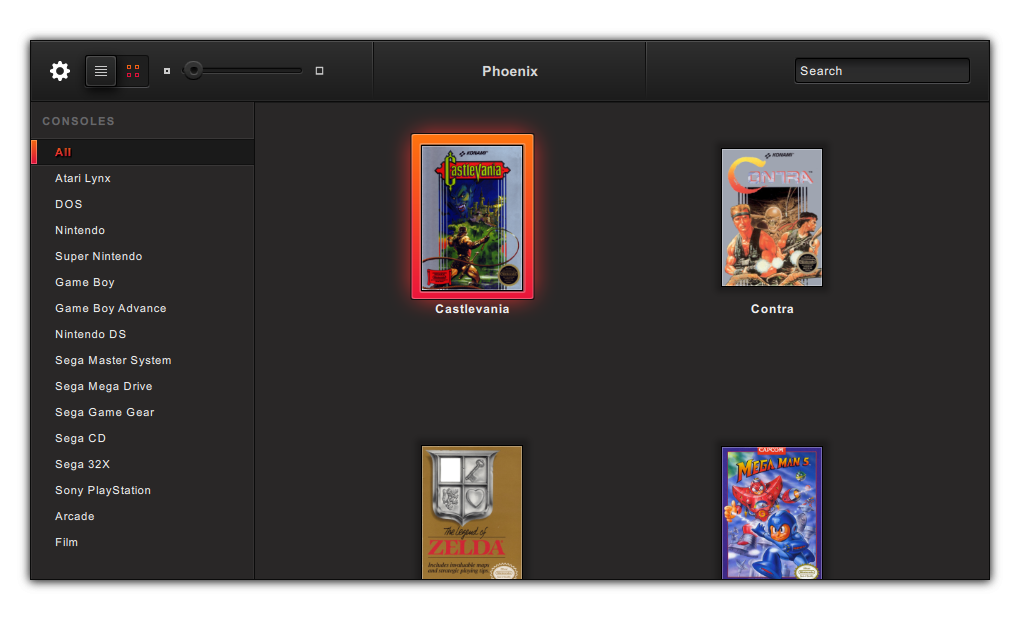 Phoenix
Search
CONSOLES
All
Atari Lynx
DOS
Nintendo
Super Nintendo
Game Boy
Game Boy Advance
Nintendo DS
Sega Master System
Sega Mega Drive
Sega Game Gear
Sega CD
Sega 32X
Sony PlayStation
Arcade
Film
KONAMI
Castlevania
Castlevania
KONAMI
CONTRA
Contra
The Legend of
ZELDA
Includes invaluable maps
and strategic playing tips.
CAPCOM
MEGA MAN 5